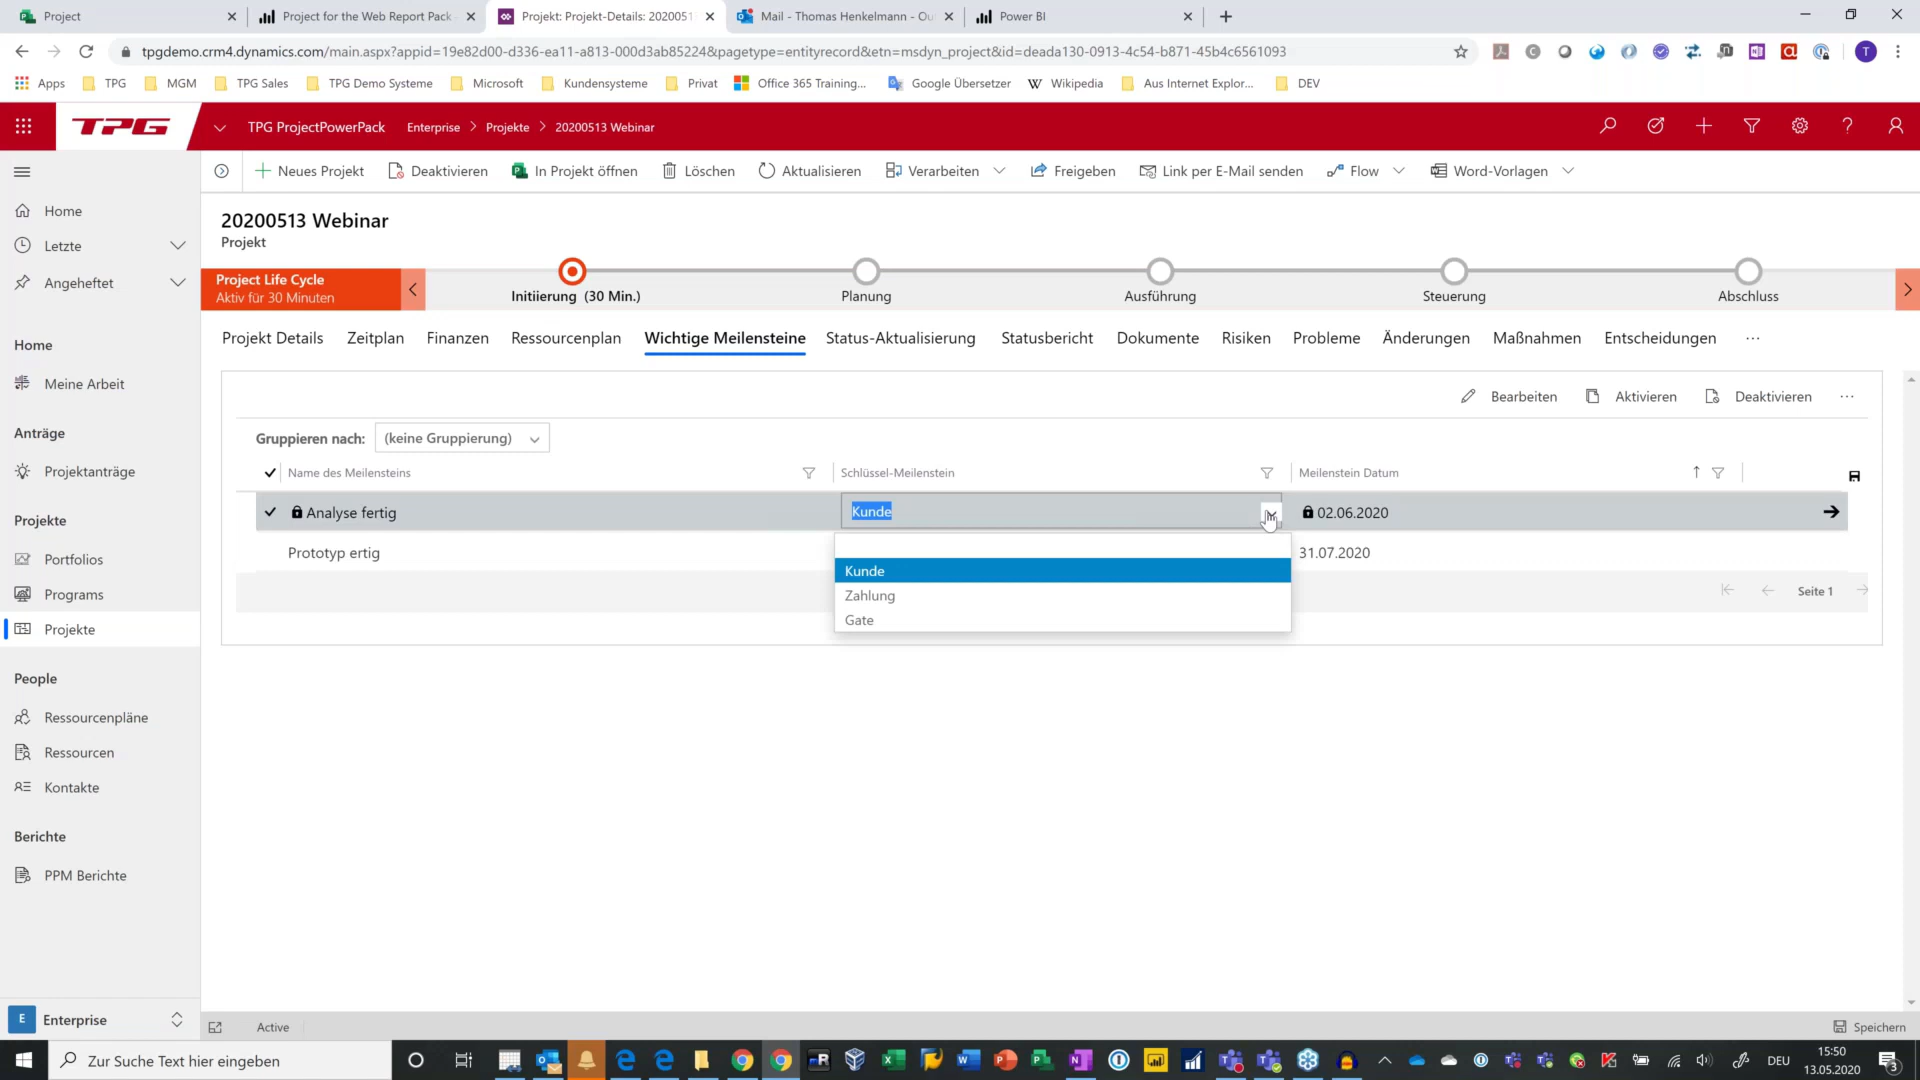 Project
Project for the Web Report Pack
Projekt: Projekt-Details: 2020051
Mail - Thomas Henkelmann - Ou
Power BI
tpgdemo.crm4.dynamics.com/main.aspx?appid=19e82d00-d336-ea11-a813-000d3ab85224&pagetype=entityrecord&etn=msdyn_project&id=deada130-0913-4c54-b871-45b4c6561093
T
Apps TPG MGM TPG Sales TPG Demo Systeme Microsoft Kundensysteme Privat Office 365 Training... Google Übersetzer Wikipedia Aus Internet Explor... DEV
TPG
TPG ProjectPowerPack Enterprise > Projekte > 20200513 Webinar
Neues Projekt Deaktivieren In Projekt öffnen Löschen Aktualisieren Verarbeiten Freigeben Link per E-Mail senden Flow Word-Vorlagen
Home
Letzte
Angeheftet
Home
Meine Arbeit
Anträge
Projektanträge
Projekte
Portfolios
Programs
Projekte
People
Ressourcenpläne
Ressourcen
Kontakte
Berichte
PPM Berichte
E Enterprise
20200513 Webinar
Projekt
Project Life Cycle
Aktiv für 30 Minuten
Initiierung (30 Min.) Planung Ausführung Steuerung Abschluss
Projekt Details Zeitplan Finanzen Ressourcenplan Wichtige Meilensteine Status-Aktualisierung Statusbericht Dokumente Risiken Probleme Änderungen Maßnahmen Entscheidungen ...
Bearbeiten Aktivieren Deaktivieren ...
Gruppieren nach: (keine Gruppierung)
Name des Meilensteins Schlüssel-Meilenstein Meilenstein Datum
Analyse fertig Kunde 02.06.2020
Prototyp ertig 31.07.2020
Kunde
Zahlung
Gate
Seite 1
Active
Speichern
Zur Suche Text hier eingeben
DEU
15:50
13.05.2020
3